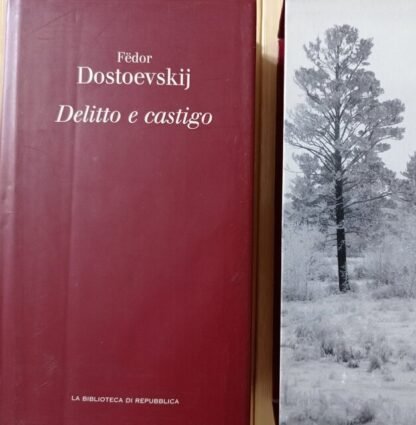 Fëdor
Dostoevskij
Delitto e castigo
LA BIBLIOTECA DI REPUBBLICA